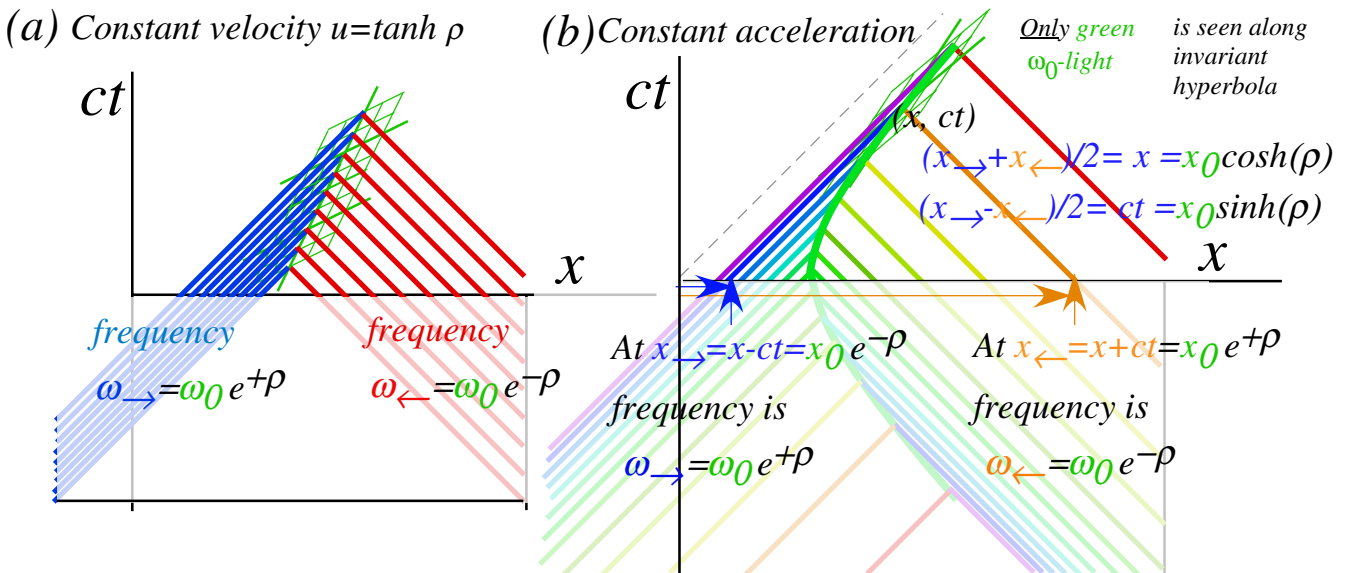 (a) Constant velocity u=tanh ρ
ct
x
frequency
ω→=ω0 e+ρ
frequency
ω←=ω0 e−ρ
(b) Constant acceleration
Only green
ω0-light
is seen along
invariant
hyperbola
ct
(x, ct)
(x→+x←)/2= x =x0cosh(ρ)
(x→-x←)/2= ct =x0sinh(ρ)
x
At x→=x-ct=x0 e−ρ
frequency is
ω→=ω0 e+ρ
At x←=x+ct=x0 e+ρ
frequency is
ω←=ω0 e−ρ